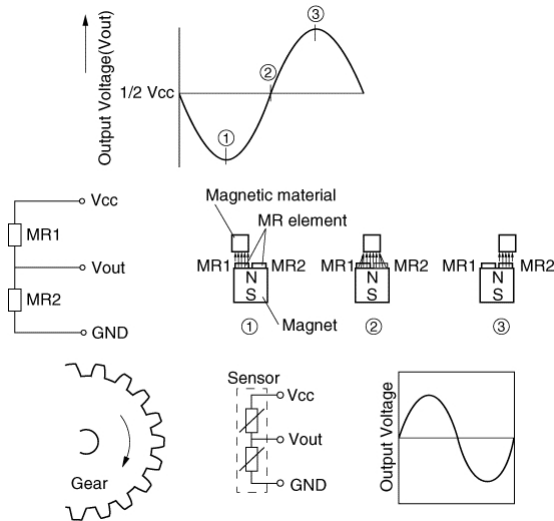 Output Voltage(Vout)
1/2 Vcc
①
②
③
Vcc
MR1
Vout
MR2
GND
Magnetic material
MR element
MR1
MR2
N
S
①
Magnet
MR1
MR2
N
S
②
MR1
MR2
N
S
③
Gear
Sensor
Vcc
Vout
GND
Output Voltage